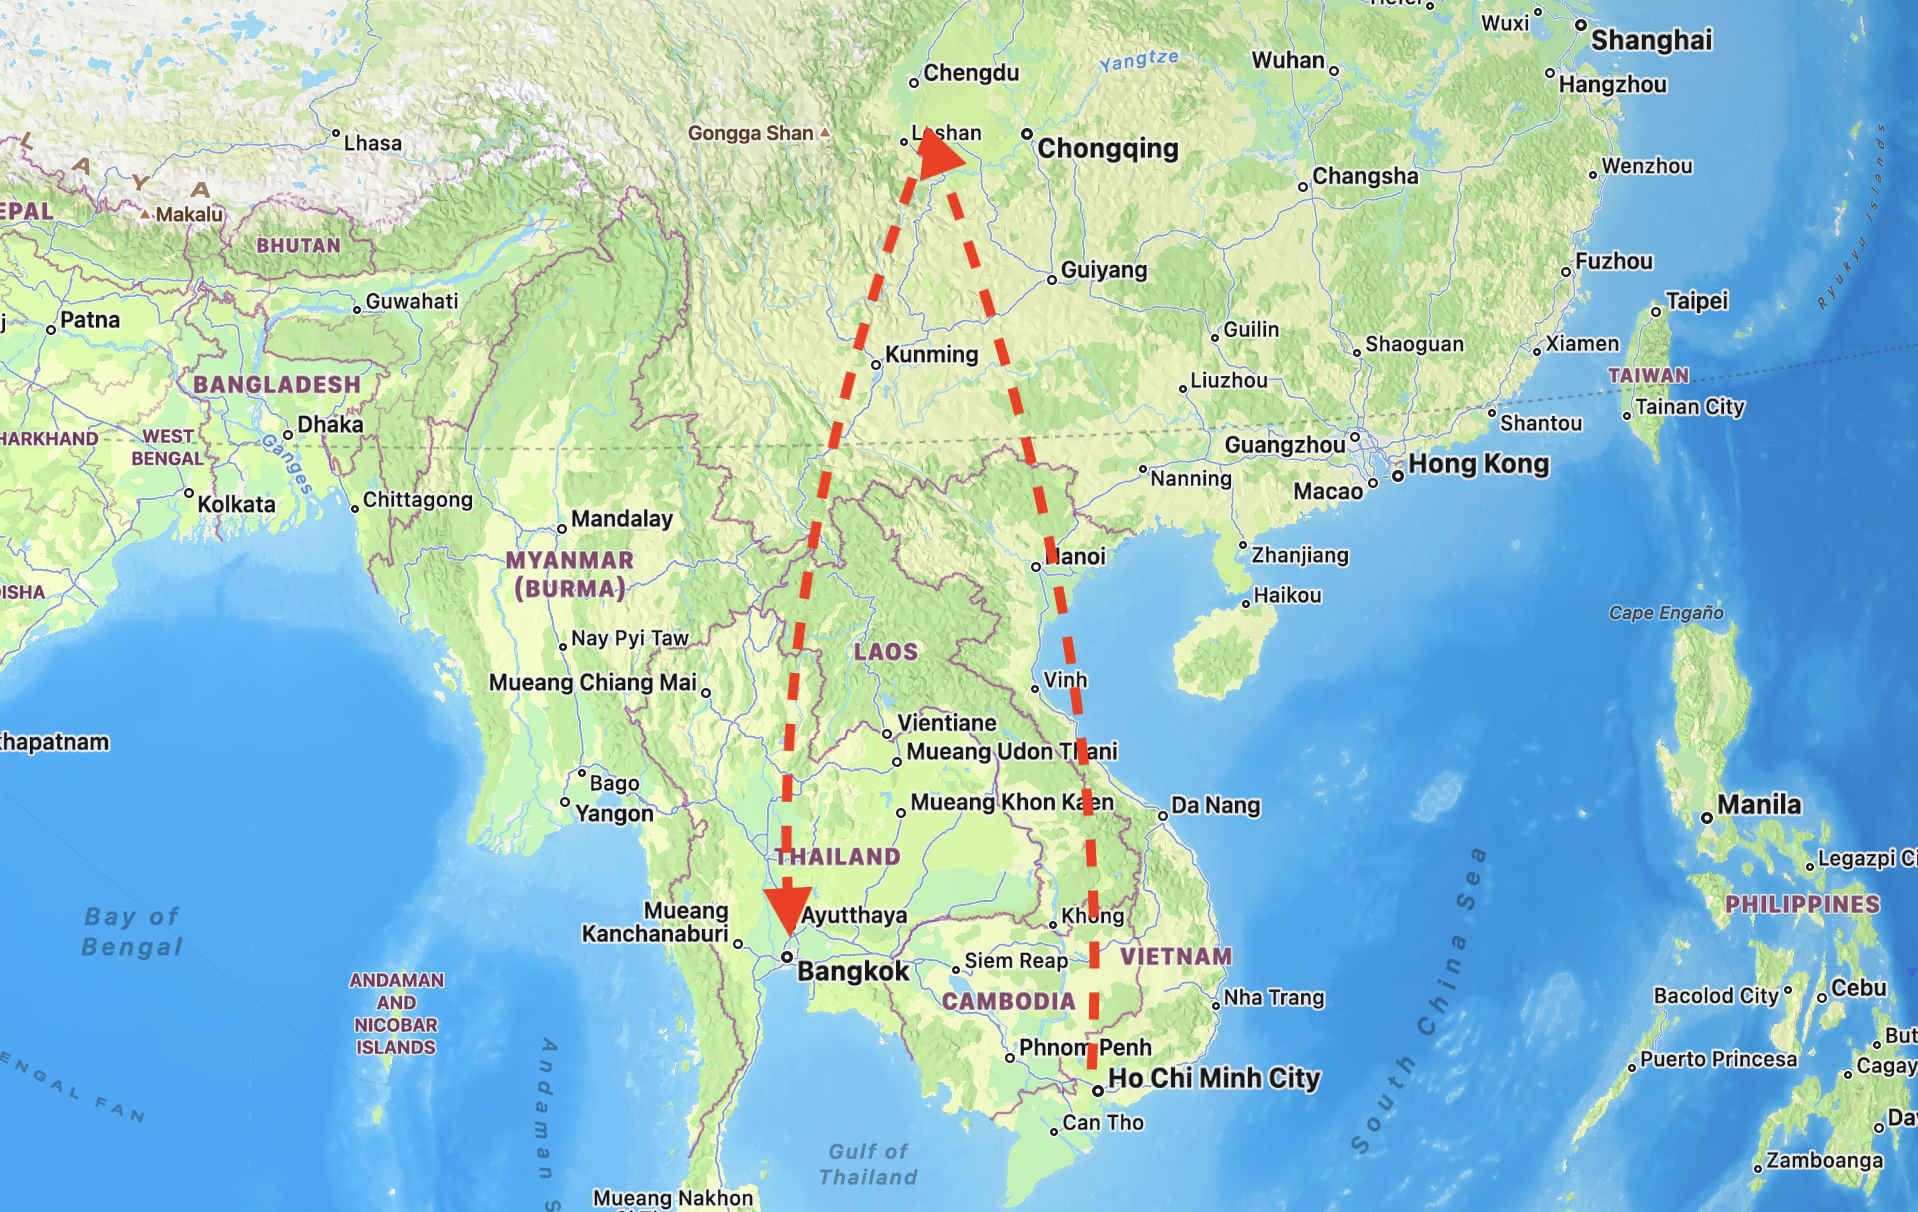 Wuxi
Shanghai
Hangzhou
Wuhan
Yangtze
Chengdu
Gongga Shan
Leshan
Chongqing
Lhasa
Changsha
Wenzhou
L A Y A
Makalu
EPAL
BHUTAN
Ryukyu Islands
Guiyang
Fuzhou
Guwahati
Taipei
Patna
Guilin
Shaoguan
Xiamen
Kunming
TAIWAN
BANGLADESH
Liuzhou
Tainan City
Shantou
Dhaka
HARKHAND
WEST
BENGAL
Ganges
Guangzhou
Hong Kong
Nanning
Macao
Kolkata
Chittagong
Mandalay
MYANMAR
(BURMA)
Hanoi
Zhanjiang
DISHA
Haikou
Cape Engaño
Nay Pyi Taw
LAOS
Mueang Chiang Mai
Vinh
Vientiane
khapatnam
Mueang Udon Thani
Bago
Yangon
Mueang Khon Kaen
Da Nang
Manila
THAILAND
Legazpi Ci
PHILIPPINES
Mueang
Kanchanaburi
Ayutthaya
Khong
Bay of
Bengal
VIETNAM
Siem Reap
Bangkok
ANDAMAN
AND
NICOBAR
ISLANDS
CAMBODIA
Nha Trang
South China Sea
Bacolod City
Cebu
But
Phnom Penh
Puerto Princesa
Cagay
Ho Chi Minh City
ENGAL FAN
Andaman S
Can Tho
Da
Gulf of
Thailand
Zamboanga
Mueang Nakhon